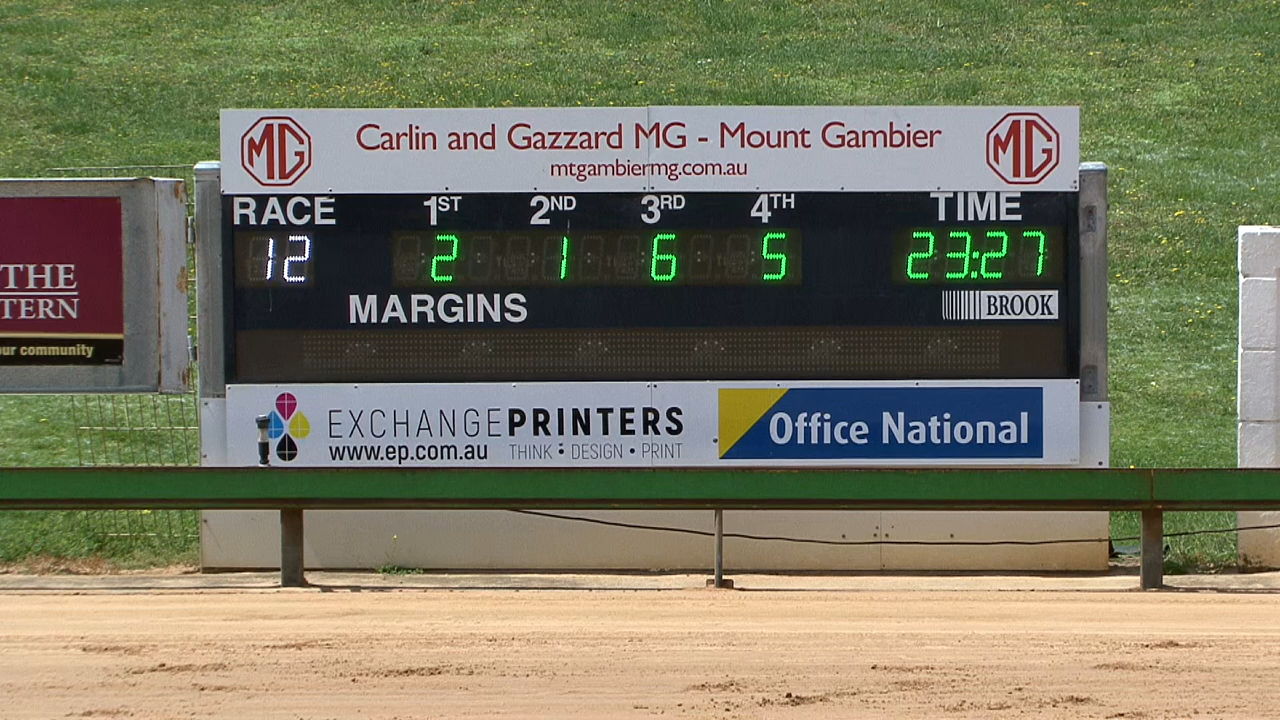 MG Carlin and Gazzard MG - Mount Gambier MG
mtgambiermg.com.au
RACE 1ST 2ND 3RD 4TH TIME
12 2 1 6 5 23:27
MARGINS BROOK
THE
TERN
our community
EXCHANGEPRINTERS
www.ep.com.au THINK : DESIGN • PRINT
Office National